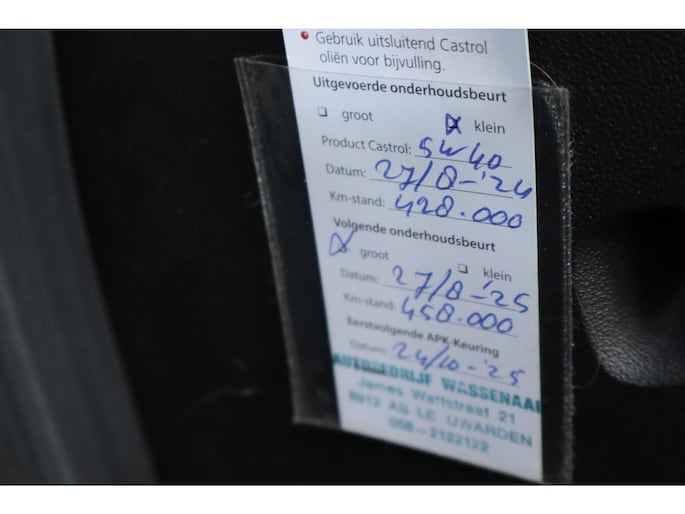 Gebruik uitsluitend Castrol
oliën voor bijvulling.
Uitgevoerde onderhoudsbeurt
groot klein
Product Castrol: 5W40
Datum: 27/8-'24
Km-stand: 428.000
Volgende onderhoudsbeurt
groot klein
Datum: 27/8-'25
Km-stand: 458.000
Eerstvolgende APK-Keuring
Datum: 24/10-'25
AUTOBEDRIJF WASSENAAR
James Wattstraat 21
8912 AS LEEUWARDEN
058-2122122